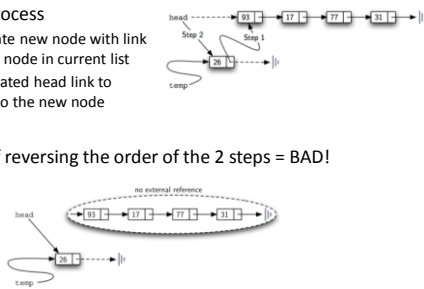 rocess
ate new node with link
node in current list
ated head link to
o the new node
head
93
17
77
31
Step 2
Step 1
26
temp
f reversing the order of the 2 steps = BAD!
no external reference
head
93
17
77
31
26
temp